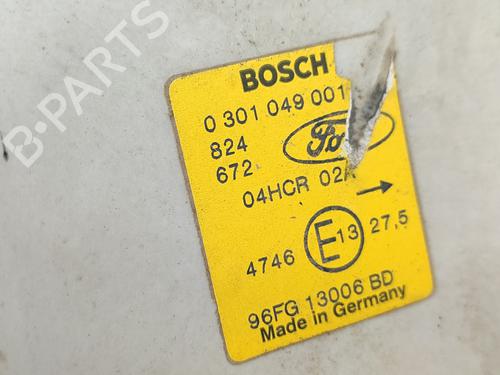 B-PARTS
BOSCH
0 301 049 001
824
672
Ford
04HCR 02A
4746 E 13 27,5
96FG 13006 BD
Made in Germany